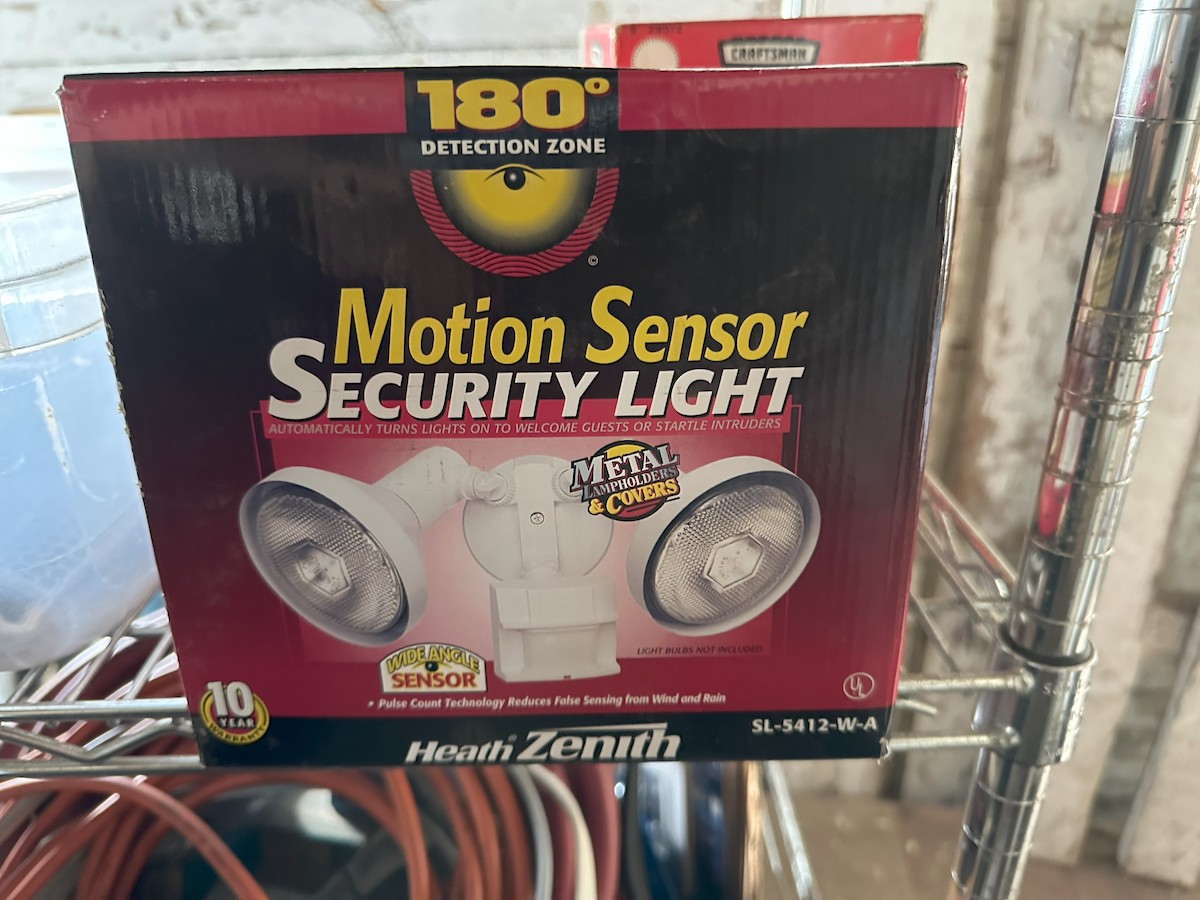 CRAFTSMAN
180°
DETECTION ZONE
©
Motion Sensor
SECURITY LIGHT
AUTOMATICALLY TURNS LIGHTS ON TO WELCOME GUESTS OR STARTLE INTRUDERS
METAL
LAMPHOLDERS
& COVERS
LIGHT BULBS NOT INCLUDED
WIDE ANGLE
SENSOR
UL
10
YEAR
WARRANTY
• Pulse Count Technology Reduces False Sensing from Wind and Rain
SL-5412-W-A
Heath® Zenith